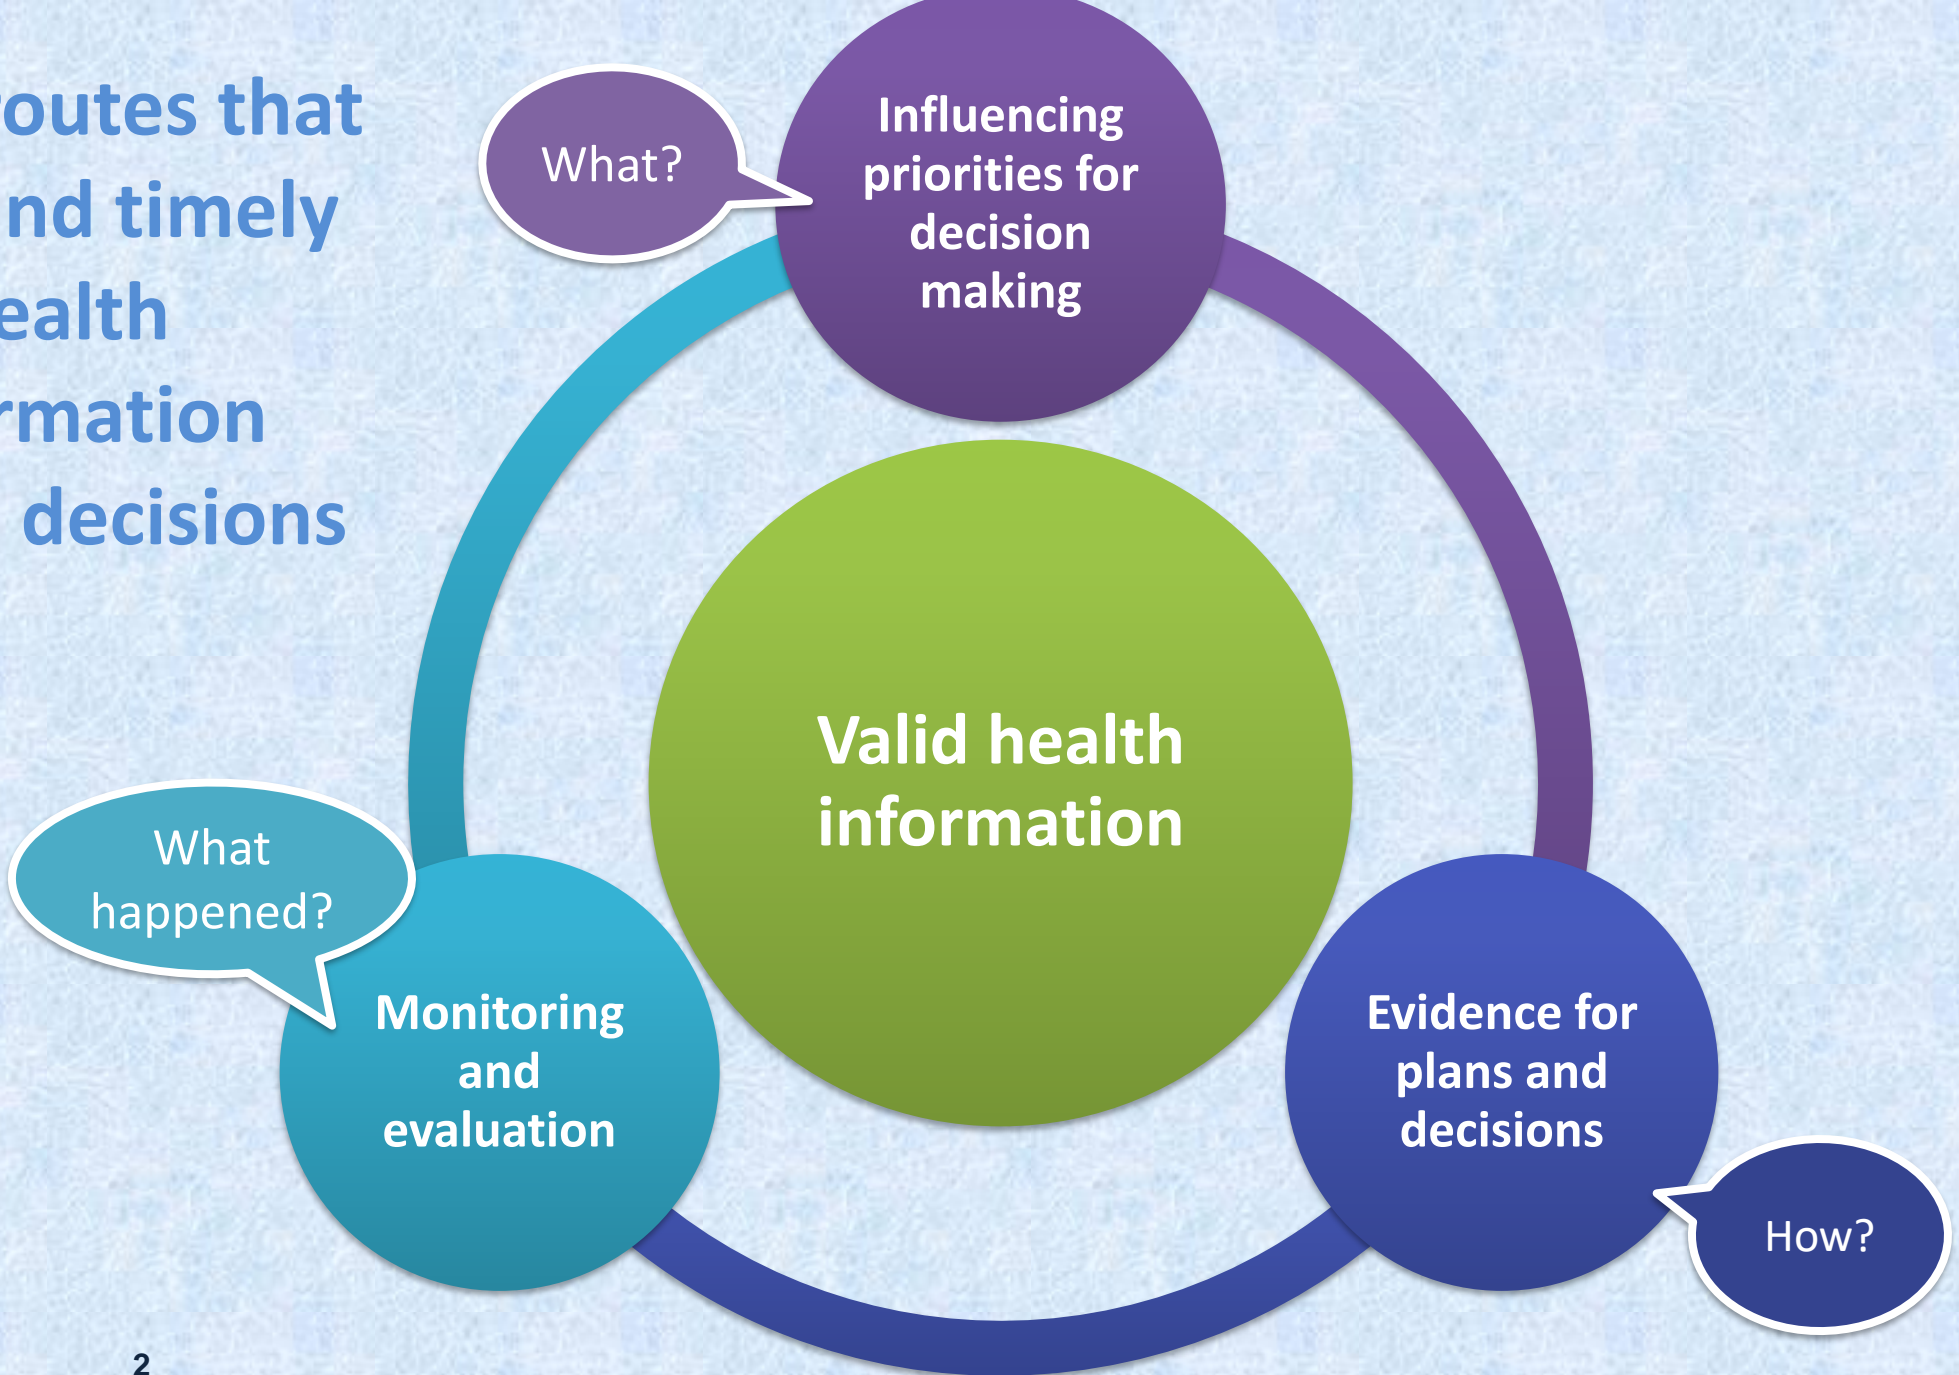 routes that
nd timely
ealth
rmation
decisions
What?
Influencing
priorities for
decision
making
Valid health
information
What
happened?
Monitoring
and
evaluation
Evidence for
plans and
decisions
How?
2